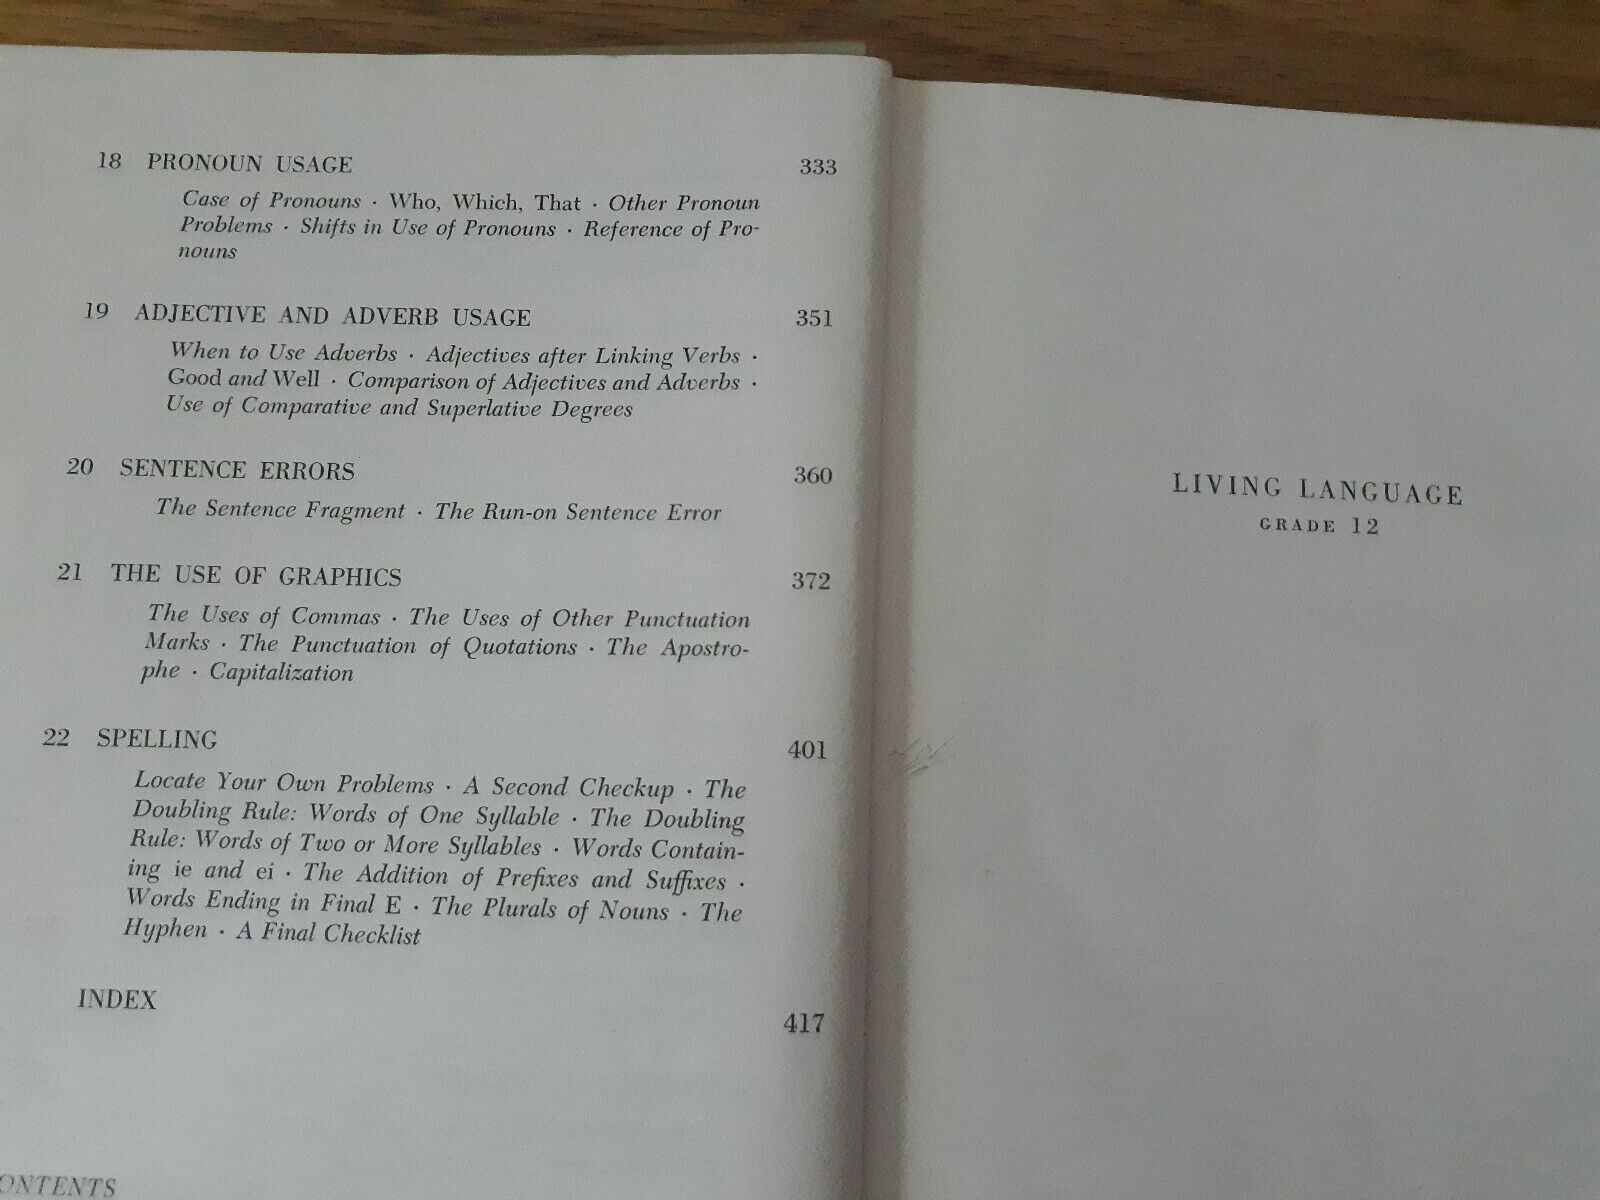 18 PRONOUN USAGE 333
Case of Pronouns · Who, Which, That · Other Pronoun
Problems · Shifts in Use of Pronouns · Reference of Pro-
nouns
19 ADJECTIVE AND ADVERB USAGE 351
When to Use Adverbs · Adjectives after Linking Verbs ·
Good and Well · Comparison of Adjectives and Adverbs ·
Use of Comparative and Superlative Degrees
20 SENTENCE ERRORS 360
The Sentence Fragment · The Run-on Sentence Error
21 THE USE OF GRAPHICS 372
The Uses of Commas · The Uses of Other Punctuation
Marks · The Punctuation of Quotations · The Apostro-
phe · Capitalization
22 SPELLING 401
Locate Your Own Problems · A Second Checkup · The
Doubling Rule: Words of One Syllable · The Doubling
Rule: Words of Two or More Syllables · Words Contain-
ing ie and ei · The Addition of Prefixes and Suffixes ·
Words Ending in Final E · The Plurals of Nouns · The
Hyphen · A Final Checklist
INDEX 417
ONTENTS
LIVING LANGUAGE
GRADE 12